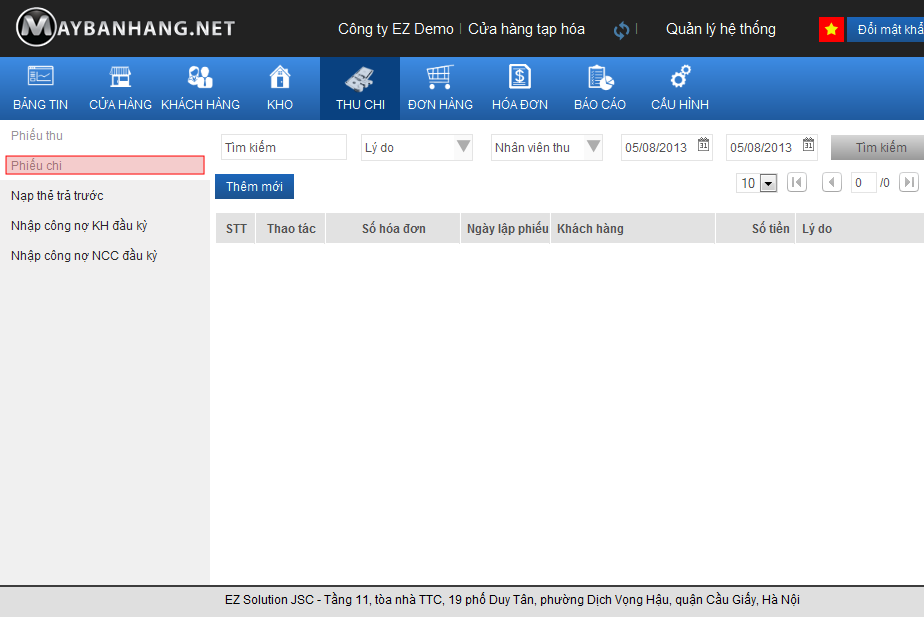 MAYBANHANG.NET
Công ty EZ Demo Cửa hàng tạp hóa Quản lý hệ thống Đổi mật khẩ
BẢNG TIN CỬA HÀNG KHÁCH HÀNG KHO THU CHI ĐƠN HÀNG HÓA ĐƠN BÁO CÁO CẤU HÌNH
Phiếu thu
Phiếu chi
Nạp thẻ trả trước
Nhập công nợ KH đầu kỳ
Nhập công nợ NCC đầu kỳ
Tìm kiếm Lý do Nhân viên thu 05/08/2013 05/08/2013 Tìm kiếm
Thêm mới 10 0 /0
STT Thao tác Số hóa đơn Ngày lập phiếu Khách hàng Số tiền Lý do
EZ Solution JSC - Tầng 11, tòa nhà TTC, 19 phố Duy Tân, phường Dịch Vọng Hậu, quận Cầu Giấy, Hà Nội